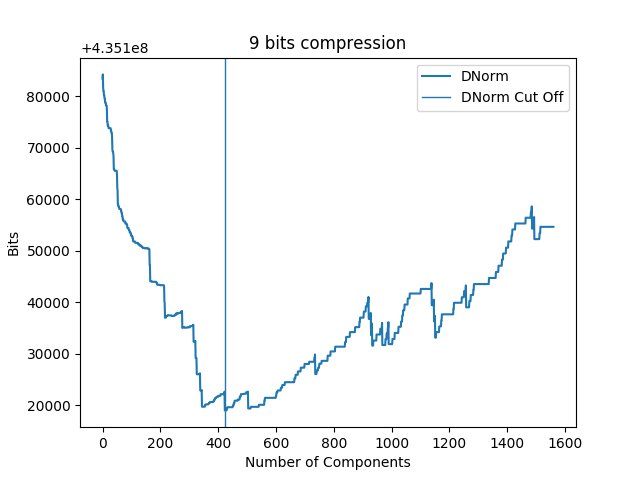 9 bits compression
+4.351e8
DNorm
DNorm Cut Off
80000
70000
60000
50000
40000
30000
20000
Bits
0 200 400 600 800 1000 1200 1400 1600
Number of Components